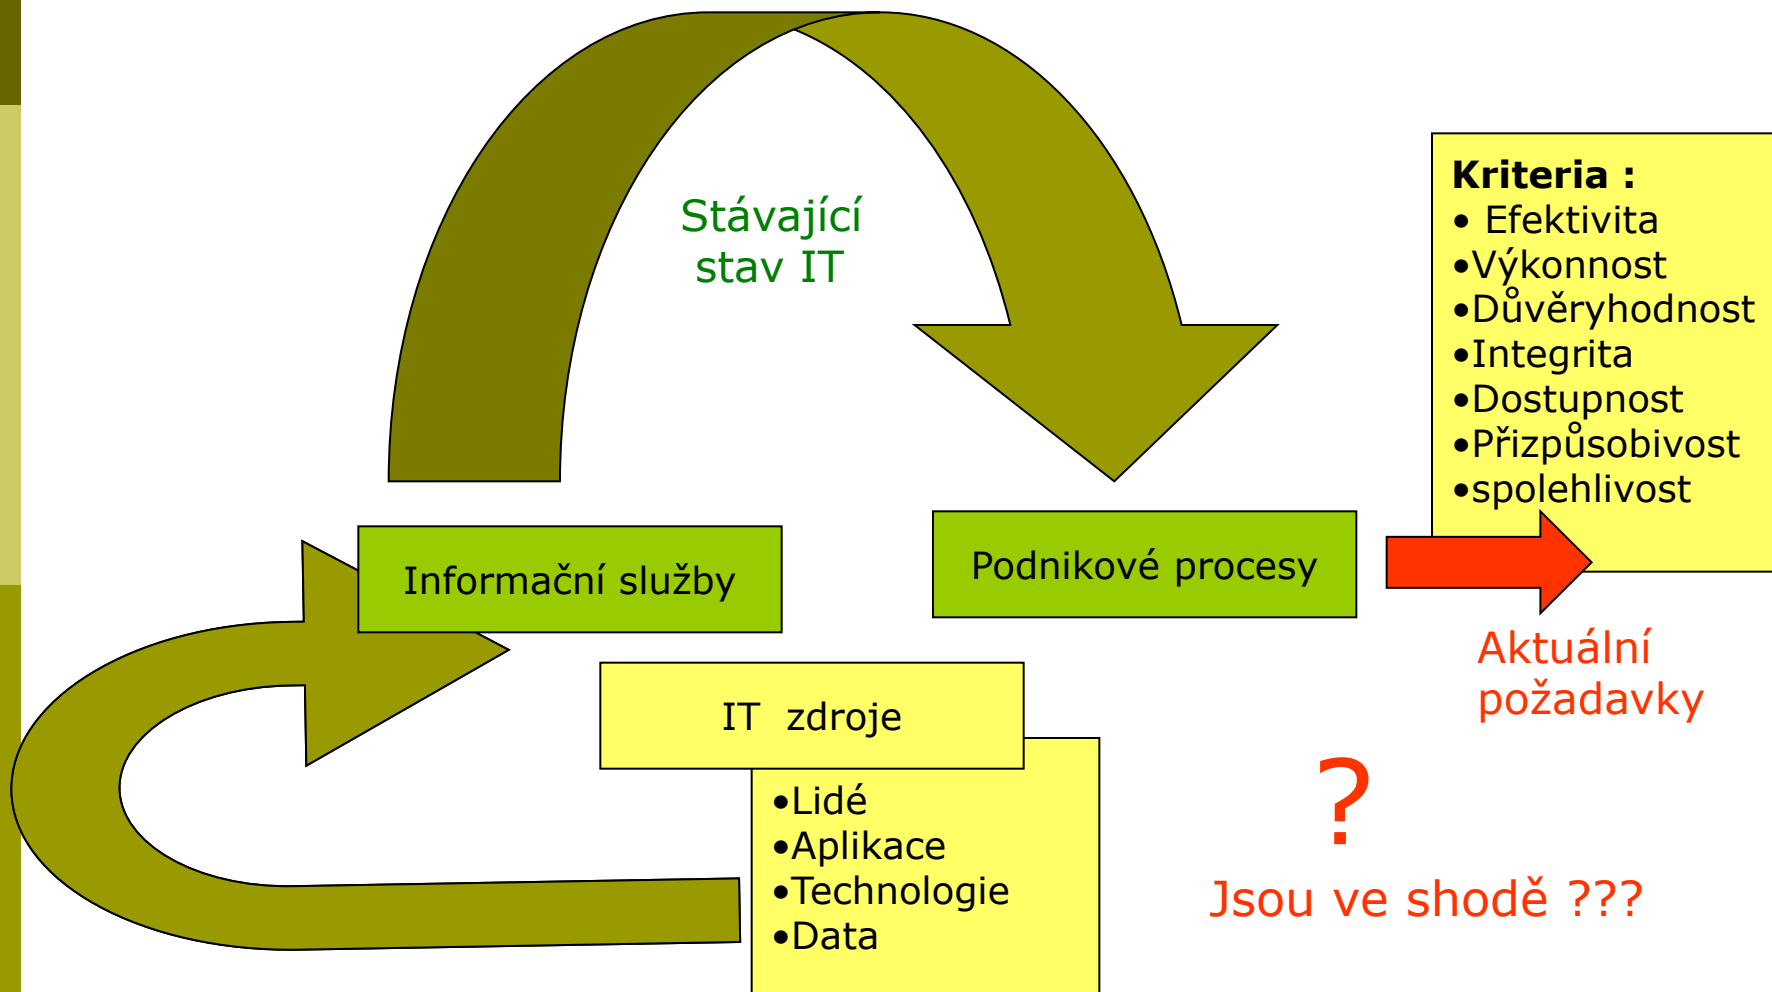 Stávající
stav IT
Kriteria :
• Efektivita
•Výkonnost
•Důvěryhodnost
•Integrita
•Dostupnost
•Přizpůsobivost
•spolehlivost
Informační služby
Podnikové procesy
Aktuální
požadavky
IT zdroje
•Lidé
•Aplikace
•Technologie
•Data
?
Jsou ve shodě ???